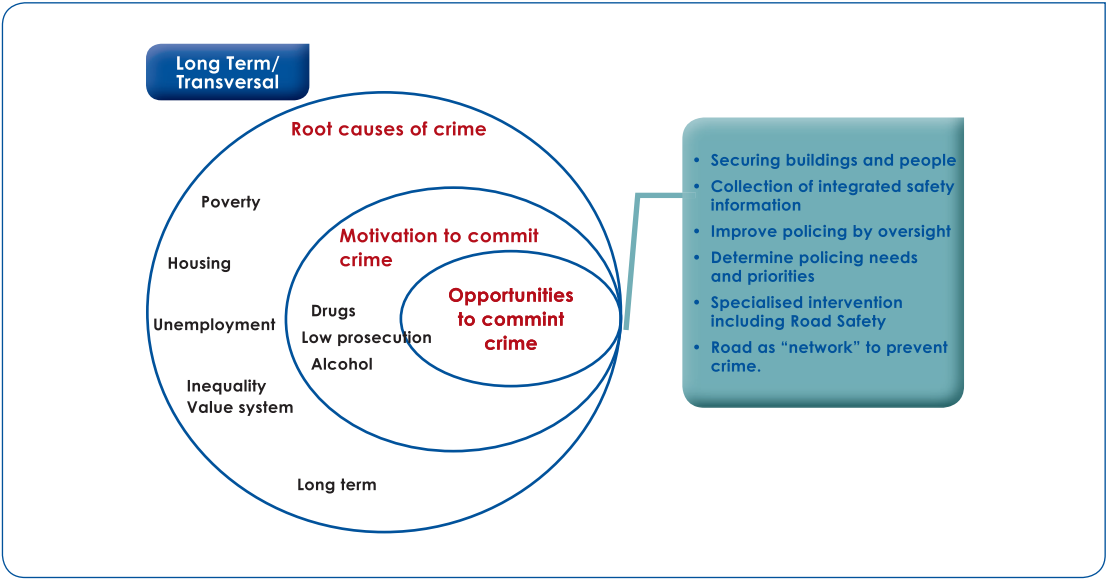 Long Term/
Transversal
Root causes of crime
Poverty
Housing
Unemployment
Inequality
Value system
Long term
Motivation to commit
crime
Drugs
Low prosecution
Alcohol
Opportunities
to commint
crime
• Securing buildings and people
• Collection of integrated safety
information
• Improve policing by oversight
• Determine policing needs
and priorities
• Specialised intervention
including Road Safety
• Road as “network” to prevent
crime.